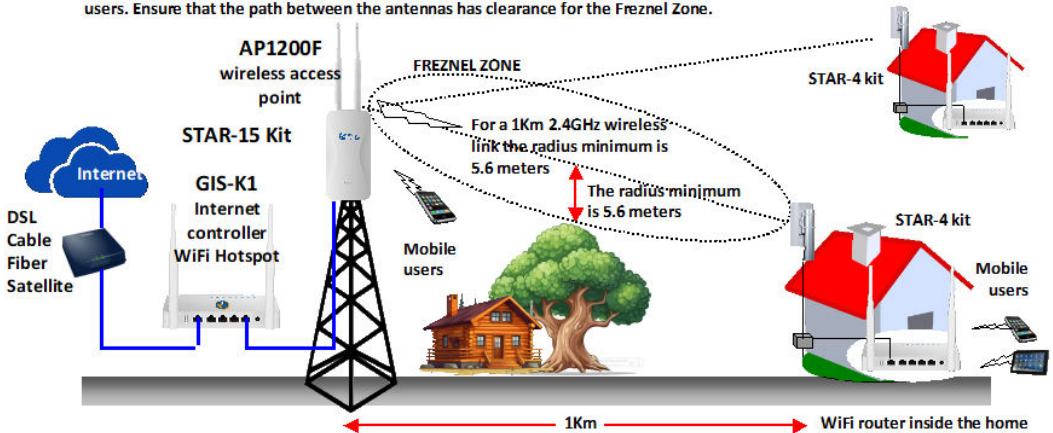 users. Ensure that the path between the antennas has clearance for the Freznel Zone.
AP1200F
wireless access
point
FREZNEL ZONE
STAR-4 kit
STAR-15 Kit
For a 1Km 2.4GHz wireless
link the radius minimum is
5.6 meters
Internet
GIS-K1
Internet
controller
WiFi Hotspot
The radius minimum
is 5.6 meters
DSL
Cable
Fiber
Satellite
Mobile
users
STAR-4 kit
Mobile
users
1Km
WiFi router inside the home